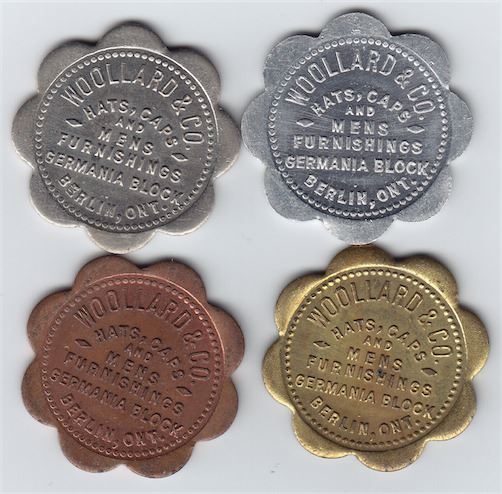 WOOLLARD & CO.
HATS, CAPS
AND
MENS
FURNISHINGS
GERMANIA BLOCK
BERLIN, ONT.
WOOLLARD & CO.
HATS, CAPS
AND
MENS
FURNISHINGS
GERMANIA BLOCK
BERLIN, ONT.
WOOLLARD & CO.
HATS, CAPS
AND
MENS
FURNISHINGS
GERMANIA BLOCK
BERLIN, ONT.
WOOLLARD & CO.
HATS, CAPS
AND
MENS
FURNISHINGS
GERMANIA BLOCK
BERLIN, ONT.